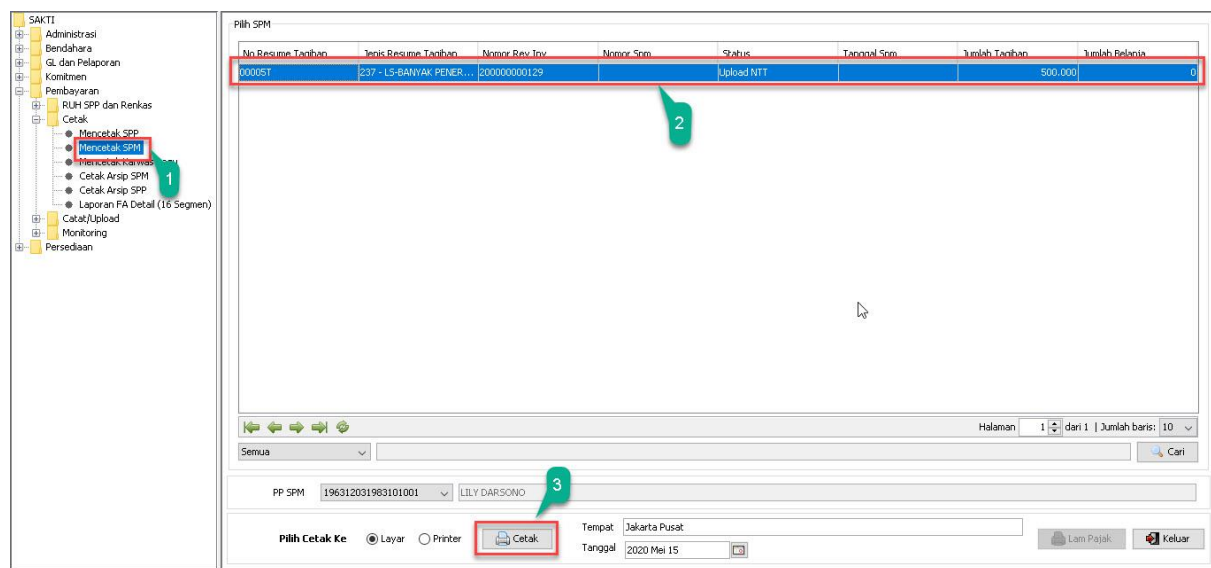 SAKTI
Administrasi
Bendahara
GL dan Pelaporan
Komitmen
Pembayaran
RUH SPP dan Renkas
Cetak
Mencetak SPP
Mencetak SPM
Mencetak Karwas
Cetak Arsip SPM
Cetak Arsip SPP
Laporan FA Detail (16 Segmen)
Catat/Upload
Monitoring
Persediaan
1
Pilih SPM
No Resume Tagihan Jenis Resume Tagihan Nomor Rev Inv Nomor Spm Status Tanggal Spm Jumlah Tagihan Jumlah Belanja
00005T 237 - LS-BANYAK PENER... 200000000129 Upload NTT 500.000 0
2
Halaman 1 dari 1 | Jumlah baris: 10
Semua Cari
PP SPM 196312031983101001 LILY DARSONO
3
Pilih Cetak Ke Layar Printer Cetak Tempat Jakarta Pusat Lam Pajak Keluar
Tanggal 2020 Mei 15